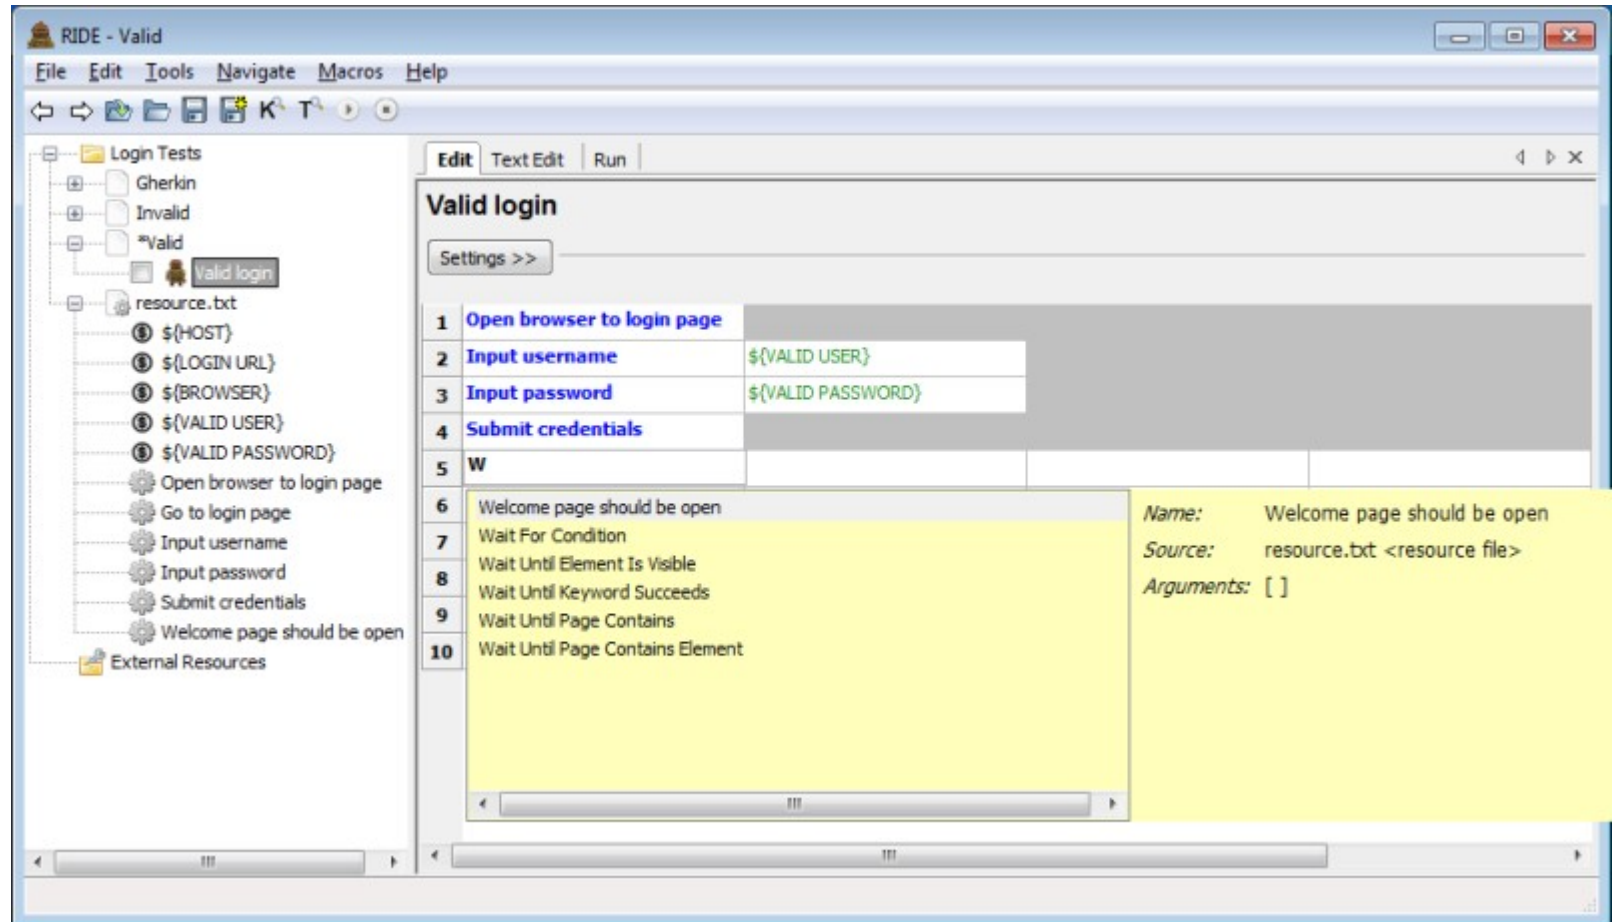 RIDE - Valid
File Edit Tools Navigate Macros Help
K T
Login Tests
Gherkin
Invalid
*Valid
Valid login
resource.txt
${HOST}
${LOGIN URL}
${BROWSER}
${VALID USER}
${VALID PASSWORD}
Open browser to login page
Go to login page
Input username
Input password
Submit credentials
Welcome page should be open
External Resources
Edit Text Edit Run
Valid login
Settings >>
1 Open browser to login page
2 Input username ${VALID USER}
3 Input password ${VALID PASSWORD}
4 Submit credentials
5 W
6
7
8
9
10
Welcome page should be open
Wait For Condition
Wait Until Element Is Visible
Wait Until Keyword Succeeds
Wait Until Page Contains
Wait Until Page Contains Element
Name: Welcome page should be open
Source: resource.txt <resource file>
Arguments: [ ]